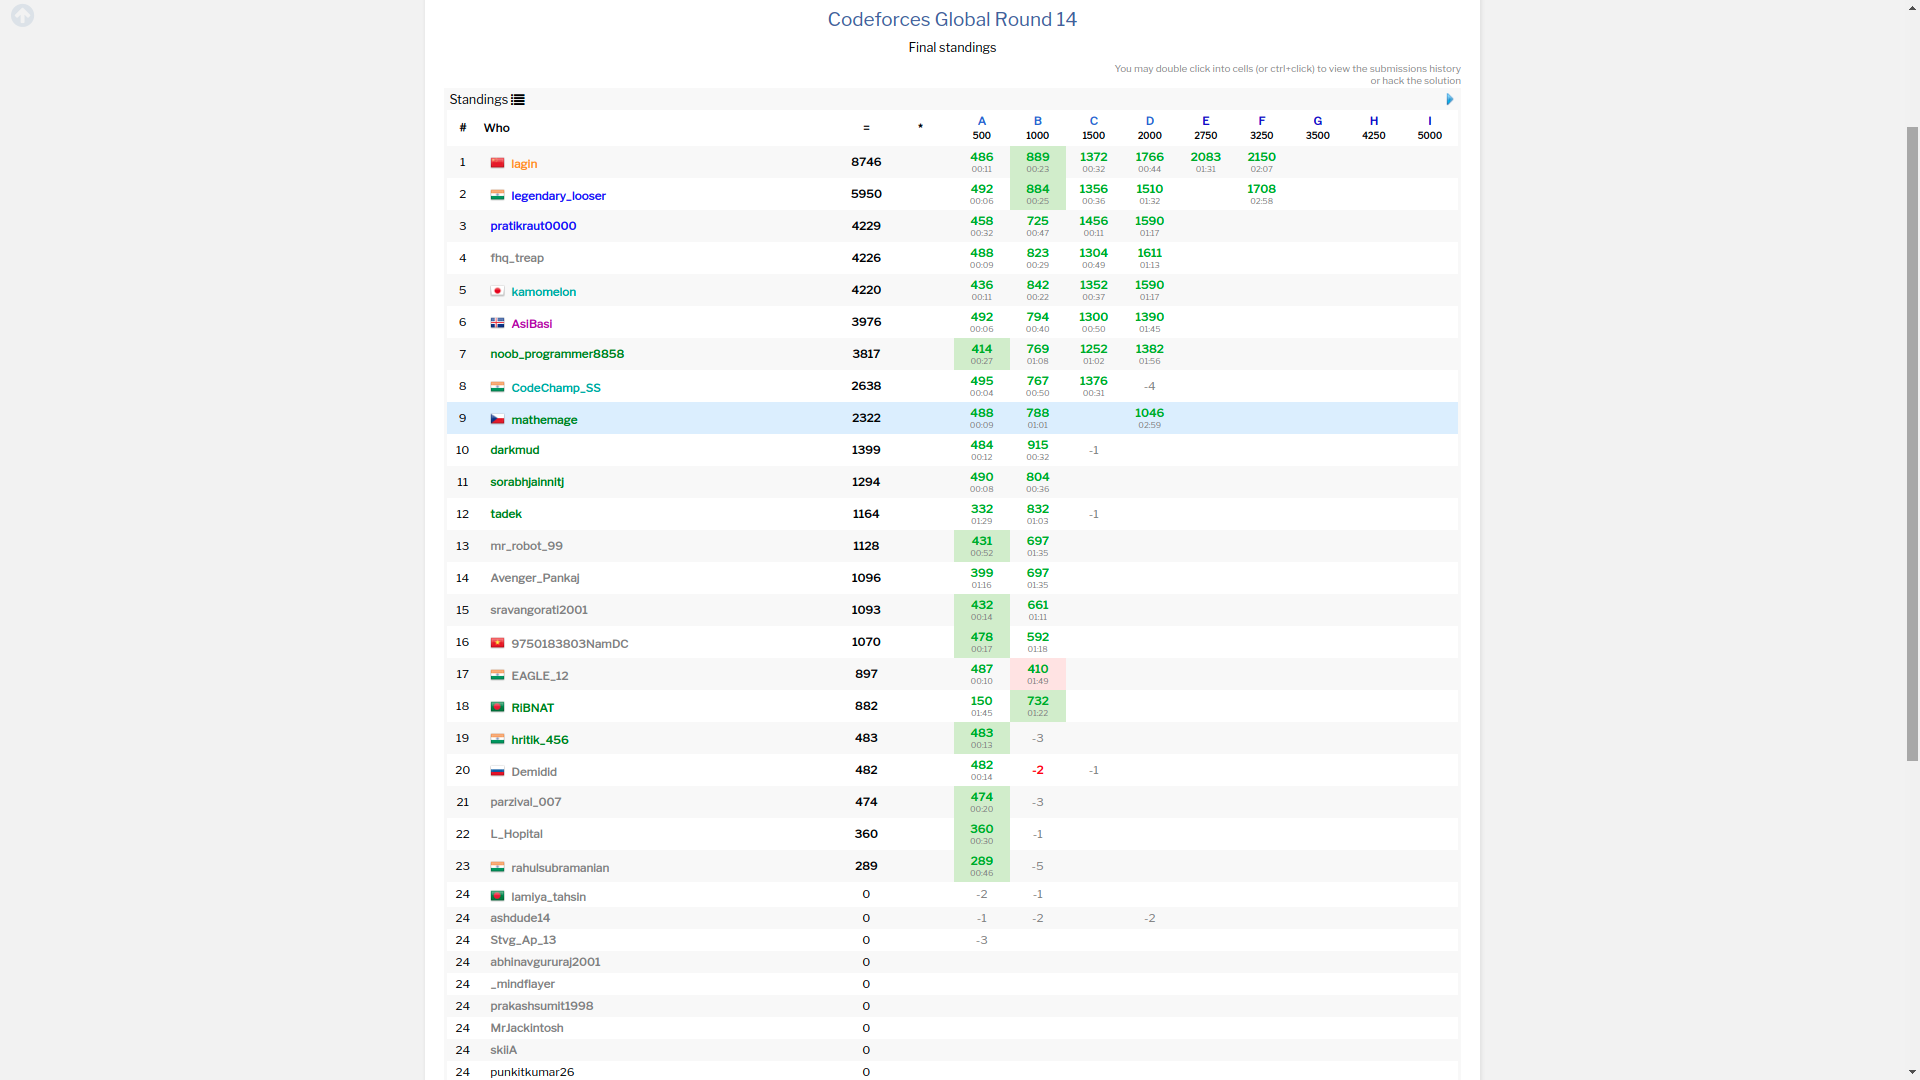 Codeforces Global Round 14
Final standings
You may double click into cells (or ctrl+click) to view the submissions history
or hack the solution
Standings
# Who = * A B C D E F G H I
500 1000 1500 2000 2750 3250 3500 4250 5000
1 lagin 8746 486 889 1372 1766 2083 2150
00:11 00:23 00:32 00:44 01:31 02:07
2 legendary_looser 5950 492 884 1356 1510 1708
00:06 00:25 00:36 01:32 02:58
3 pratikraut0000 4229 458 725 1456 1590
00:32 00:47 00:11 01:17
4 fhq_treap 4226 488 823 1304 1611
00:09 00:29 00:49 01:13
5 kamomelon 4220 436 842 1352 1590
00:11 00:22 00:37 01:17
6 AsiBasi 3976 492 794 1300 1390
00:06 00:40 00:50 01:45
7 noob_programmer8858 3817 414 769 1252 1382
00:27 01:08 01:02 01:56
8 CodeChamp_SS 2638 495 767 1376 -4
00:04 00:50 00:31
9 mathemage 2322 488 788 1046
00:09 01:01 02:59
10 darkmud 1399 484 915 -1
00:12 00:32
11 sorabhjainnitj 1294 490 804
00:08 00:36
12 tadek 1164 332 832 -1
01:29 01:03
13 mr_robot_99 1128 431 697
00:52 01:35
14 Avenger_Pankaj 1096 399 697
01:16 01:35
15 sravangorati2001 1093 432 661
00:14 01:11
16 9750183803NamDC 1070 478 592
00:17 01:18
17 EAGLE_12 897 487 410
00:10 01:49
18 RIBNAT 882 150 732
01:45 01:22
19 hritik_456 483 483 -3
00:13
20 Demidid 482 482 -2 -1
00:14
21 parzival_007 474 474 -3
00:20
22 L_Hopital 360 360 -1
00:30
23 rahulsubramanian 289 289 -5
00:46
24 lamiya_tahsin 0 -2 -1
24 ashdude14 0 -1 -2 -2
24 Stvg_Ap_13 0 -3
24 abhinavgururaj2001 0
24 _mindflayer 0
24 prakashsumit1998 0
24 MrJackintosh 0
24 skilA 0
24 punkitkumar26 0